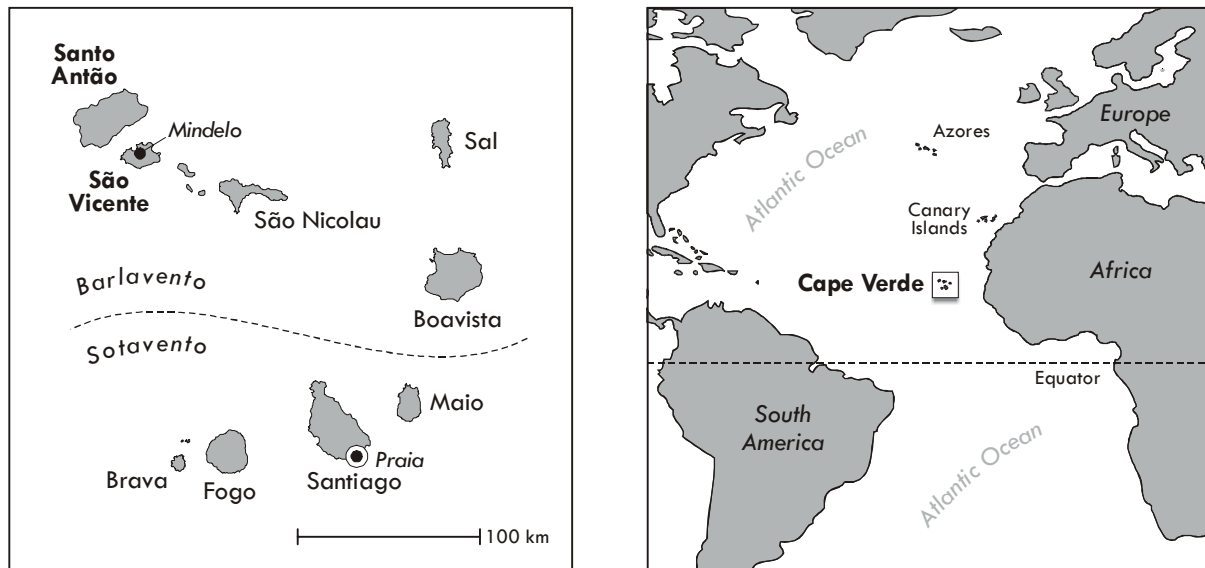 Santo
Antão
Mindelo
São
Vicente
Sal
São Nicolau
Barlavento
Boavista
Sotavento
Maio
Praia
Santiago
Brava
Fogo
100 km
Europe
Azores
Atlantic Ocean
Canary
Islands
Africa
Cape Verde
Equator
South
America
Atlantic Ocean